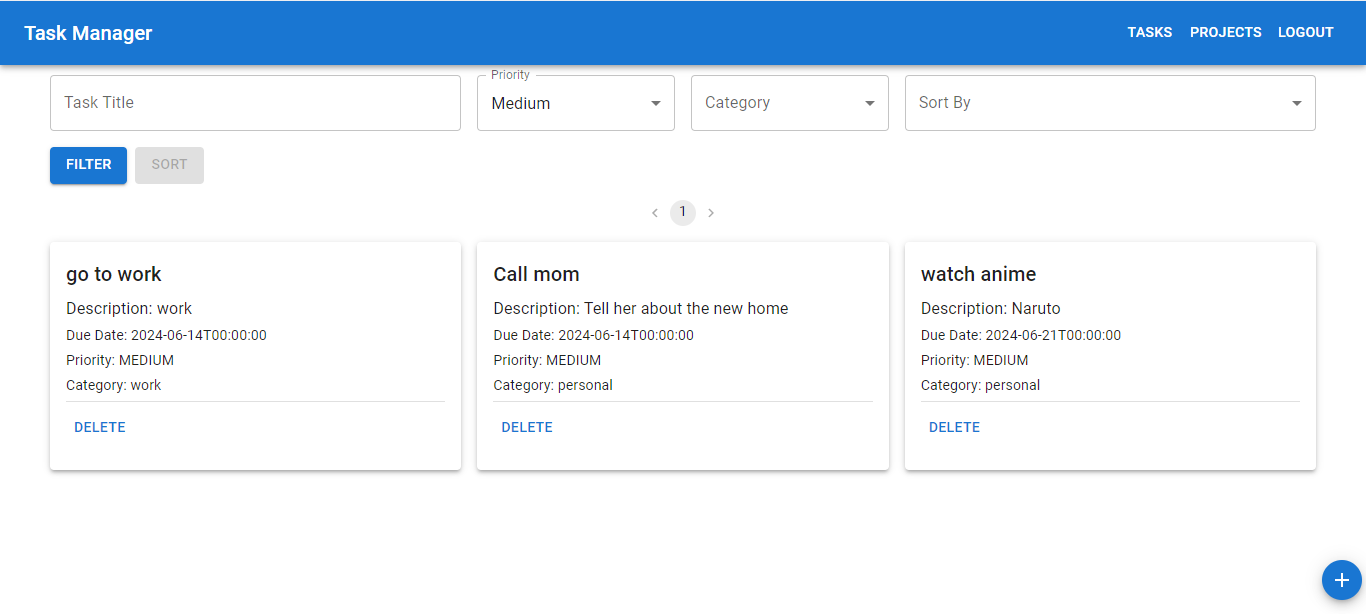 Task Manager
TASKS PROJECTS LOGOUT
Priority
Task Title
Medium
Category
Sort By
FILTER
SORT
1
go to work
Description: work
Due Date: 2024-06-14T00:00:00
Priority: MEDIUM
Category: work
DELETE
Call mom
Description: Tell her about the new home
Due Date: 2024-06-14T00:00:00
Priority: MEDIUM
Category: personal
DELETE
watch anime
Description: Naruto
Due Date: 2024-06-21T00:00:00
Priority: MEDIUM
Category: personal
DELETE